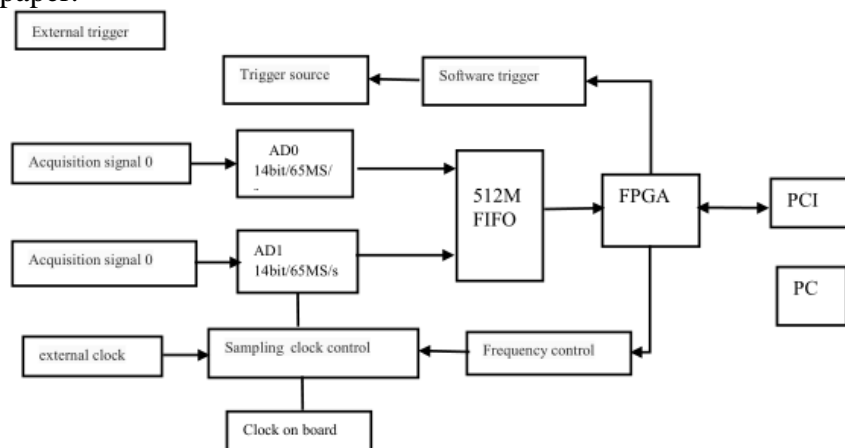 paper.
External trigger
Trigger source
Software trigger
Acquisition signal 0
AD0
14bit/65MS/
512M
FIFO
FPGA
PCI
Acquisition signal 0
AD1
14bit/65MS/s
PC
external clock
Sampling clock control
Frequency control
Clock on board